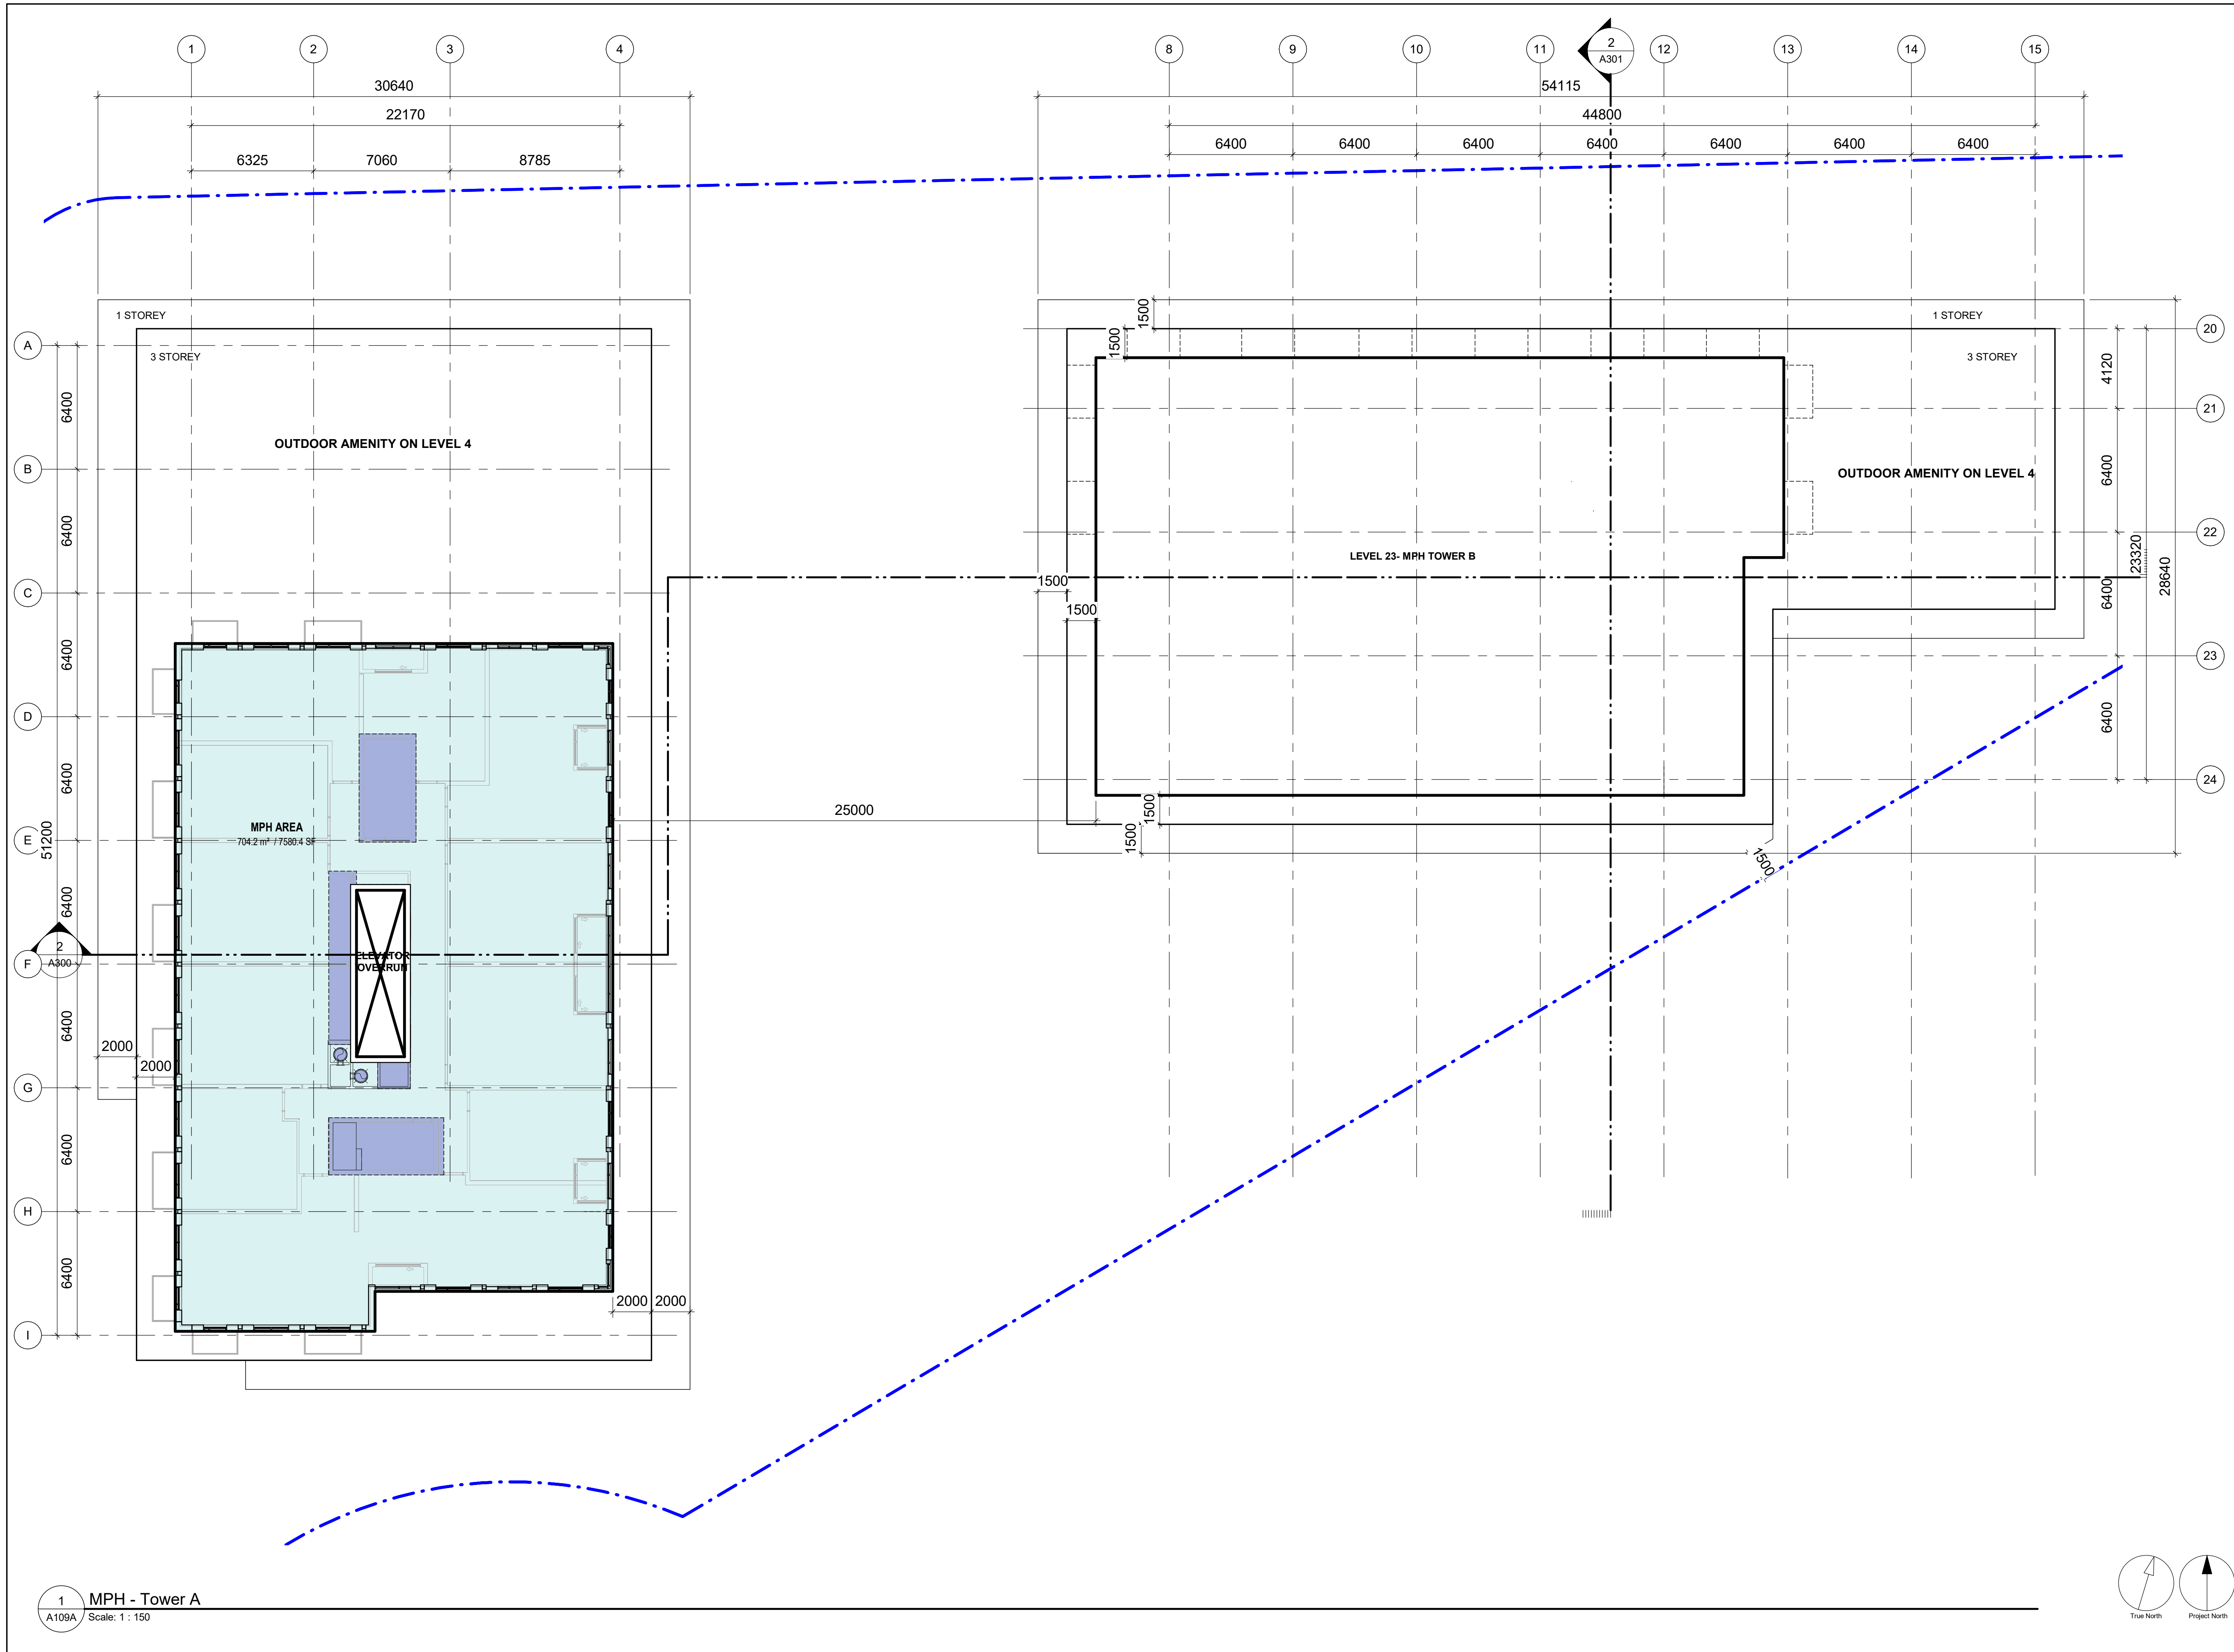 1 2 3 4 8 9 10 11 12 13 14 15
2
A301
30640
54115
22170
44800
6325 7060 8785
6400 6400 6400 6400 6400 6400 6400
1 STOREY
3 STOREY
1 STOREY
3 STOREY
1500
1500
A
B
C
D
E
F
G
H
I
6400
6400
6400
6400
6400
6400
6400
6400
51200
20
21
22
23
24
4120
6400
6400
6400
23320
28640
OUTDOOR AMENITY ON LEVEL 4
OUTDOOR AMENITY ON LEVEL 4
LEVEL 23- MPH TOWER B
1500
1500
25000
1500
1500
1500
MPH AREA
704.2 m² / 7580.4 SF
ELEVATOR
OVERRUN
2
A300
2000
2000
2000 2000
1
A109A
MPH - Tower A
Scale: 1 : 150
True North
Project North